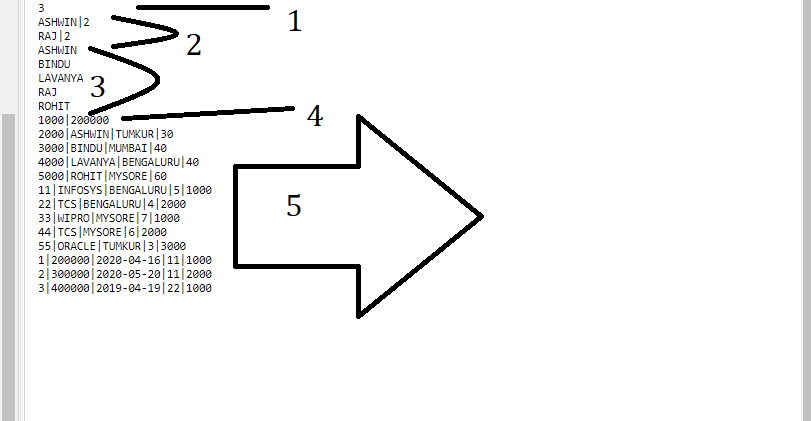 3
1
ASHWIN|2
RAJ|2
2
ASHWIN
BINDU
LAVANYA
3
RAJ
ROHIT
1000|200000
4
2000|ASHWIN|TUMKUR|30
3000|BINDU|MUMBAI|40
4000|LAVANYA|BENGALURU|40
5000|ROHIT|MYSORE|60
11|INFOSYS|BENGALURU|5|1000
22|TCS|BENGALURU|4|2000
5
33|WIPRO|MYSORE|7|1000
44|TCS|MYSORE|6|2000
55|ORACLE|TUMKUR|3|3000
1|200000|2020-04-16|11|1000
2|300000|2020-05-20|11|2000
3|400000|2019-04-19|22|1000